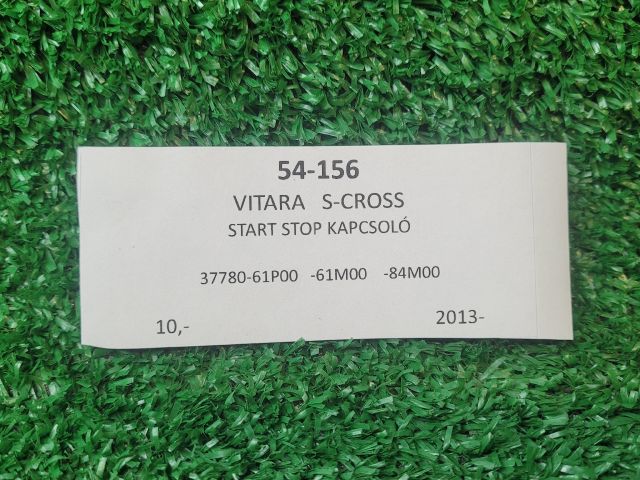 54-156
VITARA S-CROSS
START STOP KAPCSOLÓ
37780-61P00 -61M00 -84M00
10,- 2013-